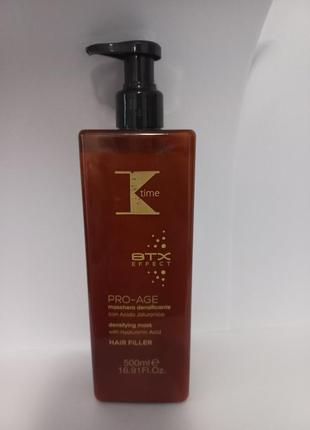 K
time
BTX
EFFECT
PRO-AGE
maschera densificante
con Acido Jaluronico
densifying mask
with Hyaluronic Acid
HAIR FILLER
500ml℮
16.91Fl.Oz.